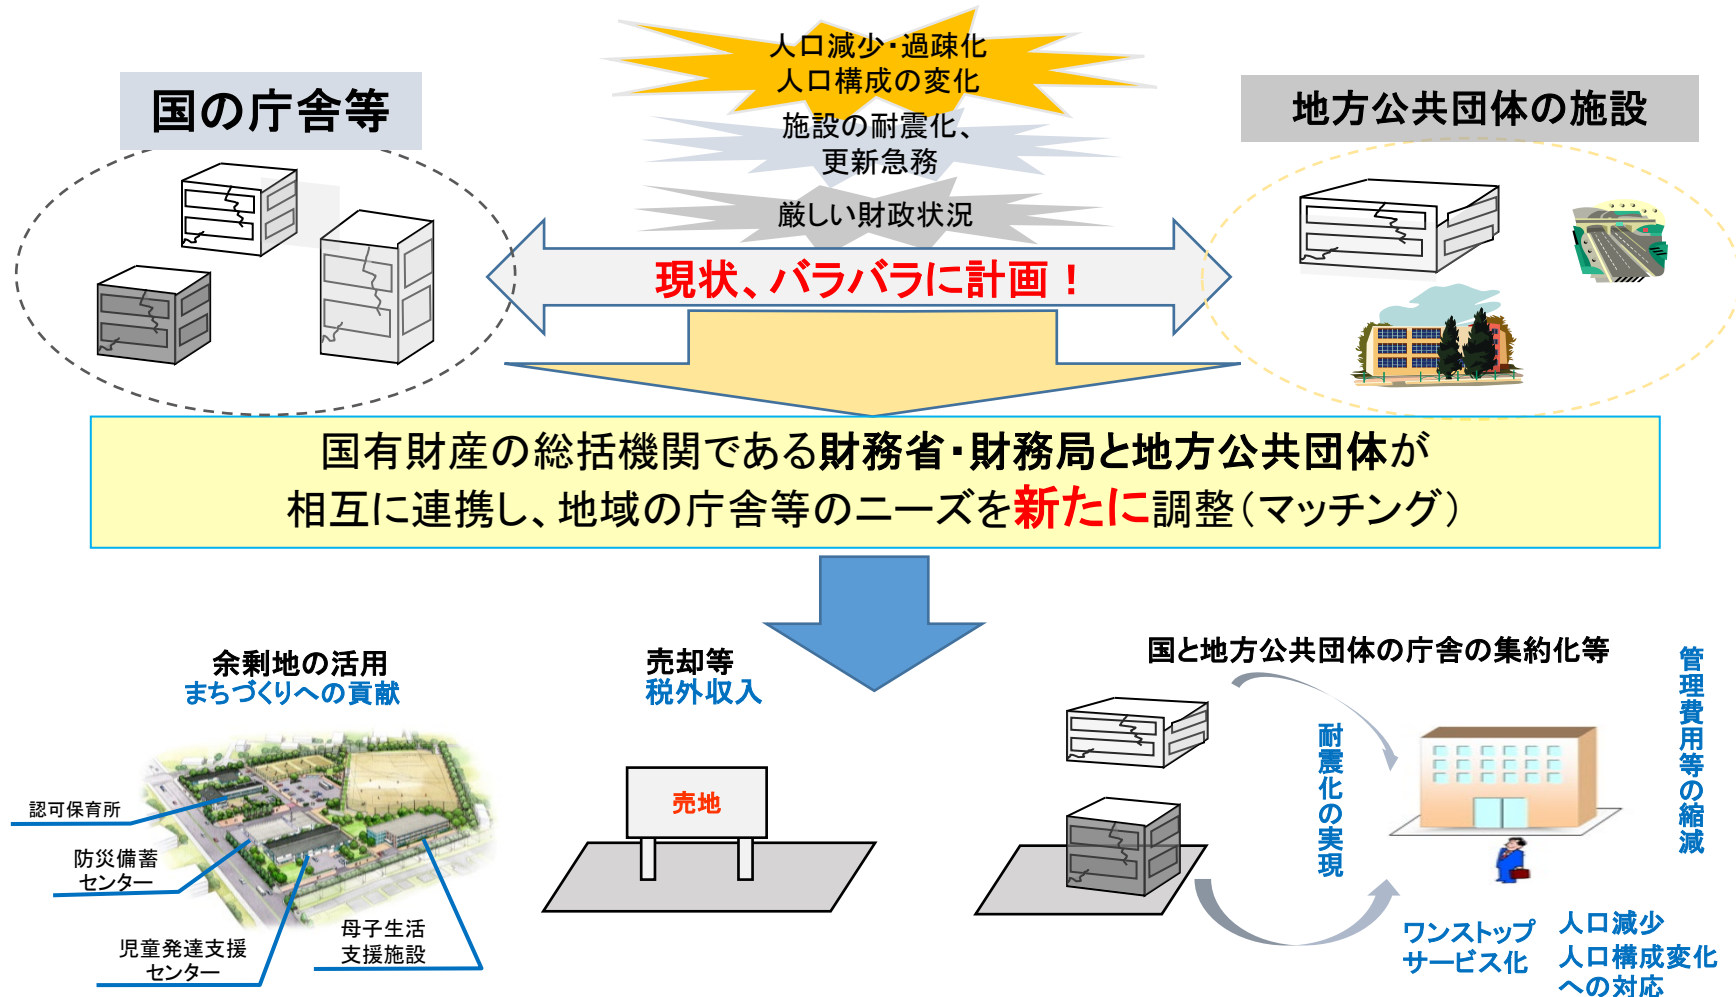 人口減少・過疎化
人口構成の変化
国の庁舎等
地方公共団体の施設
施設の耐震化、
更新急務
厳しい財政状況
現状、バラバラに計画！
国有財産の総括機関である財務省・財務局と地方公共団体が
相互に連携し、地域の庁舎等のニーズを新たに調整（マッチング）
余剰地の活用
まちづくりへの貢献
認可保育所
防災備蓄
センター
児童発達支援
センター
母子生活
支援施設
売却等
税外収入
売地
国と地方公共団体の庁舎の集約化等
耐震化の実現
管理費用等の縮減
ワンストップ
サービス化
人口減少
人口構成変化
への対応